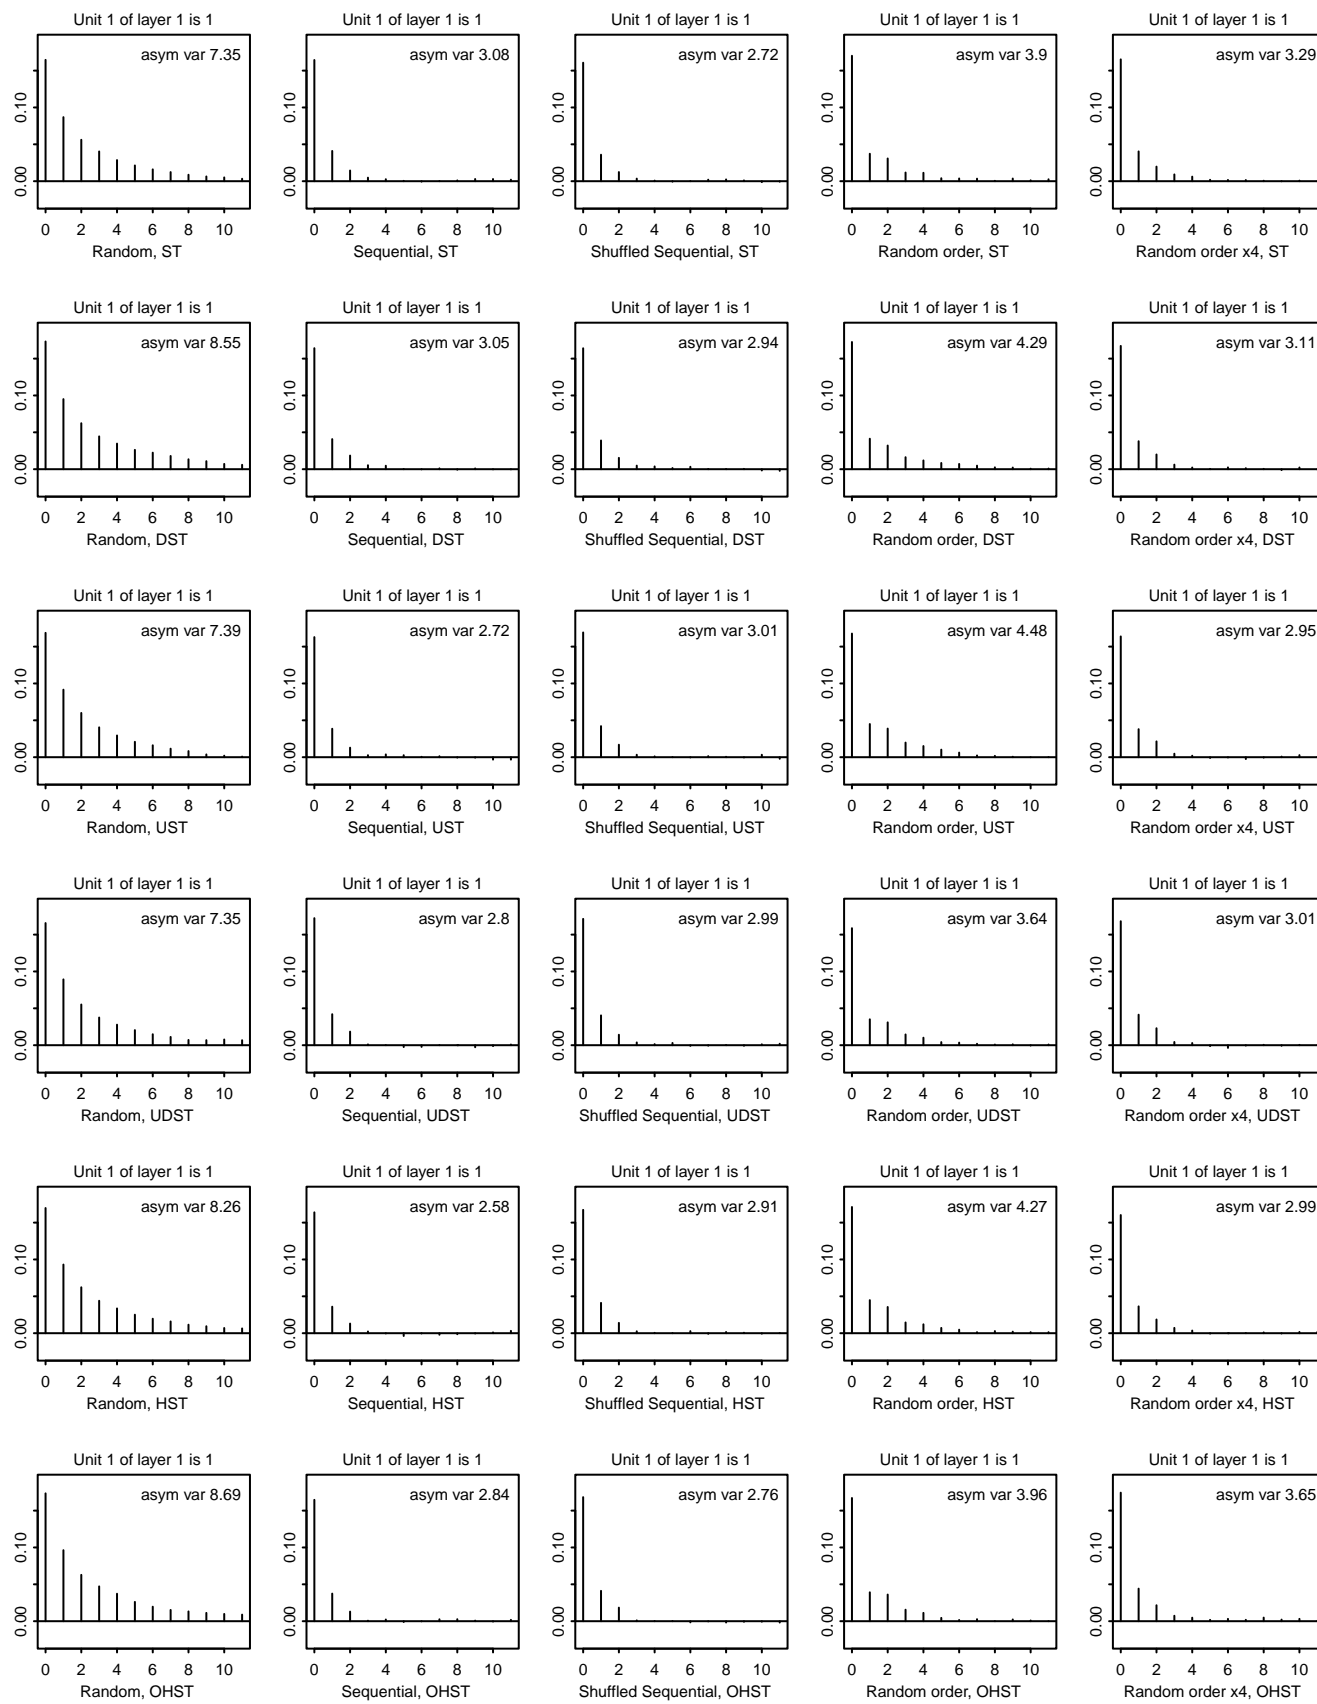 Unit 1 of layer 1 is 1 Unit 1 of layer 1 is 1 Unit 1 of layer 1 is 1 Unit 1 of layer 1 is 1 Unit 1 of layer 1 is 1
asym var 7.35 asym var 3.08 asym var 2.72 asym var 3.9 asym var 3.29
0.10 0.10 0.10 0.10 0.10
0.00 0.00 0.00 0.00 0.00
0 2 4 6 8 10 0 2 4 6 8 10 0 2 4 6 8 10 0 2 4 6 8 10 0 2 4 6 8 10
Random, ST Sequential, ST Shuffled Sequential, ST Random order, ST Random order x4, ST
Unit 1 of layer 1 is 1 Unit 1 of layer 1 is 1 Unit 1 of layer 1 is 1 Unit 1 of layer 1 is 1 Unit 1 of layer 1 is 1
asym var 8.55 asym var 3.05 asym var 2.94 asym var 4.29 asym var 3.11
0.10 0.10 0.10 0.10 0.10
0.00 0.00 0.00 0.00 0.00
0 2 4 6 8 10 0 2 4 6 8 10 0 2 4 6 8 10 0 2 4 6 8 10 0 2 4 6 8 10
Random, DST Sequential, DST Shuffled Sequential, DST Random order, DST Random order x4, DST
Unit 1 of layer 1 is 1 Unit 1 of layer 1 is 1 Unit 1 of layer 1 is 1 Unit 1 of layer 1 is 1 Unit 1 of layer 1 is 1
asym var 7.39 asym var 2.72 asym var 3.01 asym var 4.48 asym var 2.95
0.10 0.10 0.10 0.10 0.10
0.00 0.00 0.00 0.00 0.00
0 2 4 6 8 10 0 2 4 6 8 10 0 2 4 6 8 10 0 2 4 6 8 10 0 2 4 6 8 10
Random, UST Sequential, UST Shuffled Sequential, UST Random order, UST Random order x4, UST
Unit 1 of layer 1 is 1 Unit 1 of layer 1 is 1 Unit 1 of layer 1 is 1 Unit 1 of layer 1 is 1 Unit 1 of layer 1 is 1
asym var 7.35 asym var 2.8 asym var 2.99 asym var 3.64 asym var 3.01
0.10 0.10 0.10 0.10 0.10
0.00 0.00 0.00 0.00 0.00
0 2 4 6 8 10 0 2 4 6 8 10 0 2 4 6 8 10 0 2 4 6 8 10 0 2 4 6 8 10
Random, UDST Sequential, UDST Shuffled Sequential, UDST Random order, UDST Random order x4, UDST
Unit 1 of layer 1 is 1 Unit 1 of layer 1 is 1 Unit 1 of layer 1 is 1 Unit 1 of layer 1 is 1 Unit 1 of layer 1 is 1
asym var 8.26 asym var 2.58 asym var 2.91 asym var 4.27 asym var 2.99
0.10 0.10 0.10 0.10 0.10
0.00 0.00 0.00 0.00 0.00
0 2 4 6 8 10 0 2 4 6 8 10 0 2 4 6 8 10 0 2 4 6 8 10 0 2 4 6 8 10
Random, HST Sequential, HST Shuffled Sequential, HST Random order, HST Random order x4, HST
Unit 1 of layer 1 is 1 Unit 1 of layer 1 is 1 Unit 1 of layer 1 is 1 Unit 1 of layer 1 is 1 Unit 1 of layer 1 is 1
asym var 8.69 asym var 2.84 asym var 2.76 asym var 3.96 asym var 3.65
0.10 0.10 0.10 0.10 0.10
0.00 0.00 0.00 0.00 0.00
0 2 4 6 8 10 0 2 4 6 8 10 0 2 4 6 8 10 0 2 4 6 8 10 0 2 4 6 8 10
Random, OHST Sequential, OHST Shuffled Sequential, OHST Random order, OHST Random order x4, OHST